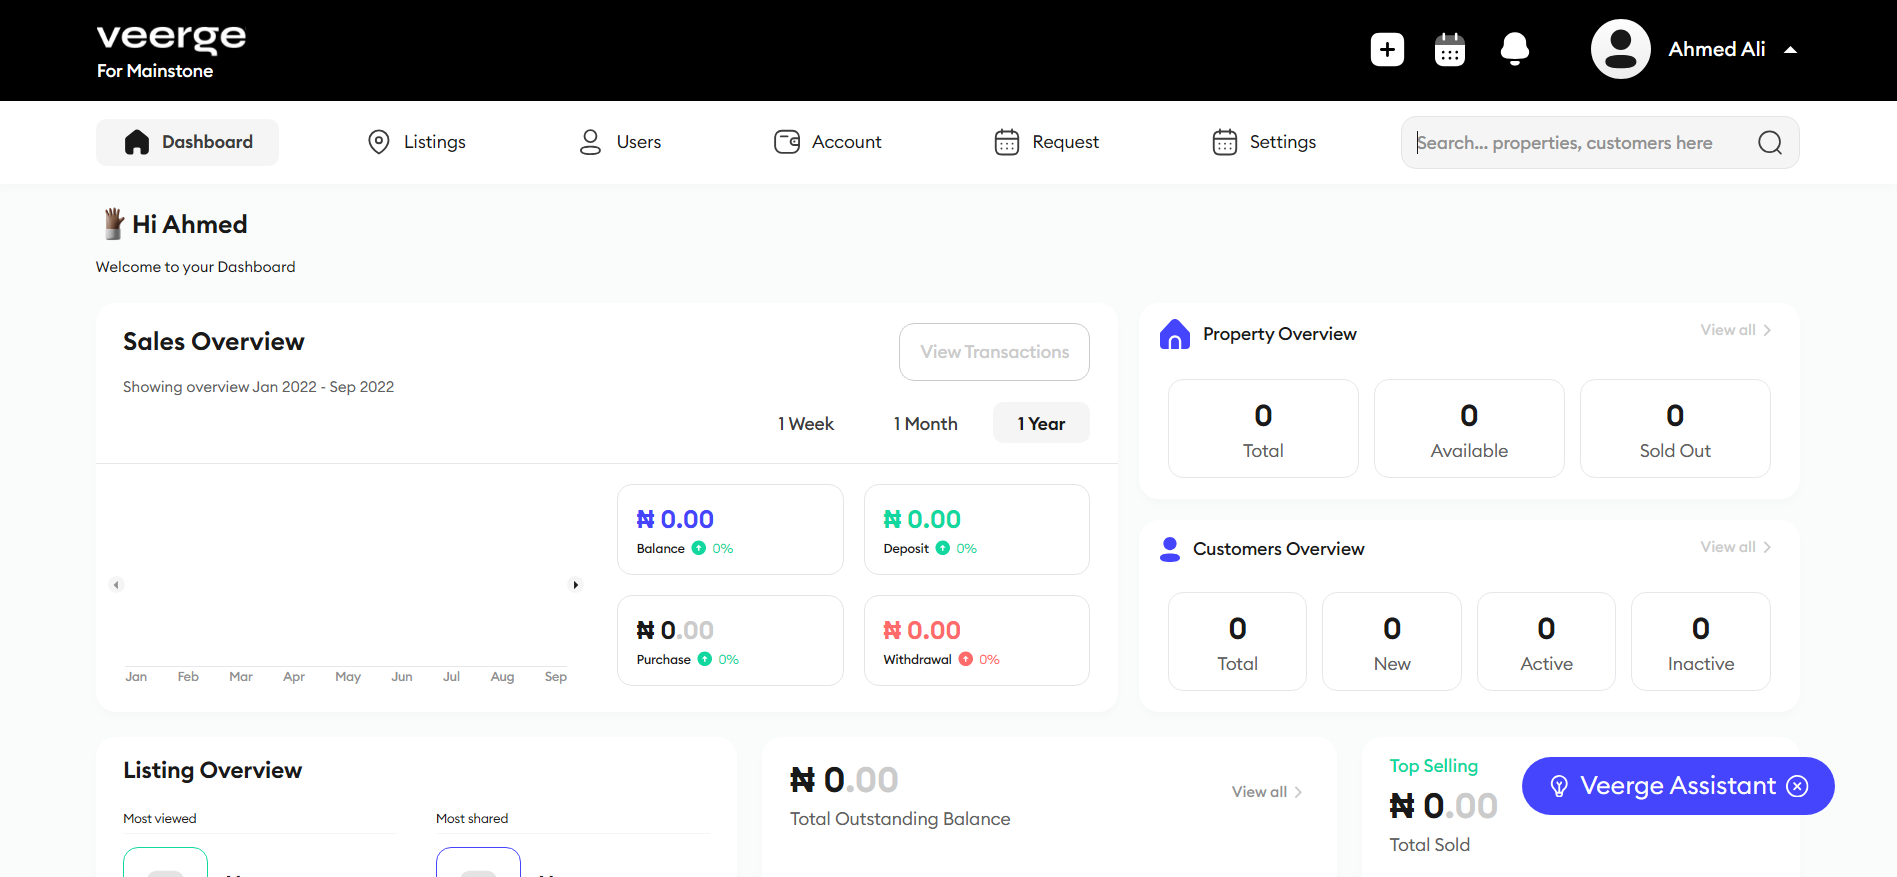 veerge
For Mainstone
Ahmed Ali
Dashboard
Listings
Users
Account
Request
Settings
Search... properties, customers here
Hi Ahmed
Welcome to your Dashboard
Sales Overview
View Transactions
Showing overview Jan 2022 - Sep 2022
1 Week
1 Month
1 Year
₦ 0.00
Balance 0%
₦ 0.00
Deposit 0%
₦ 0.00
Purchase 0%
₦ 0.00
Withdrawal 0%
Jan Feb Mar Apr May Jun Jul Aug Sep
Property Overview
View all
0
Total
0
Available
0
Sold Out
Customers Overview
View all
0
Total
0
New
0
Active
0
Inactive
Listing Overview
Most viewed
Most shared
₦ 0.00
Total Outstanding Balance
View all
Top Selling
₦ 0.00
Total Sold
Veerge Assistant